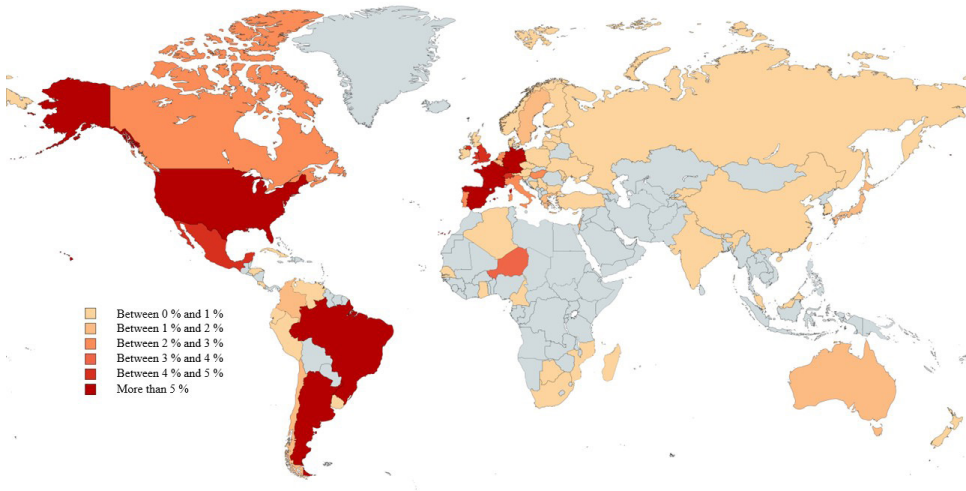 Between 0 % and 1 %
Between 1 % and 2 %
Between 2 % and 3 %
Between 3 % and 4 %
Between 4 % and 5 %
More than 5 %